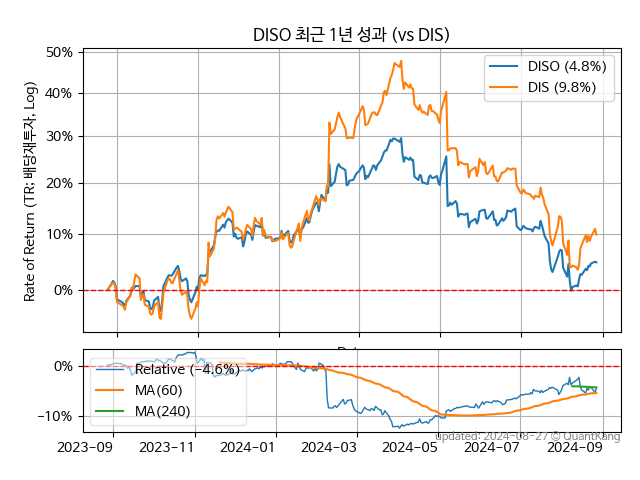 DISO 최근 1년 성과 (vs DIS)
Rate of Return (TR: 배당재투자, Log)
50%
40%
30%
20%
10%
0%
DISO (4.8%)
DIS (9.8%)
0%
−10%
Relative (−4.6%)
MA(60)
MA(240)
2023-09
2023-11
2024-01
2024-03
2024-05
2024-07
2024-09
updated: 2024-08-27 © QuantKang